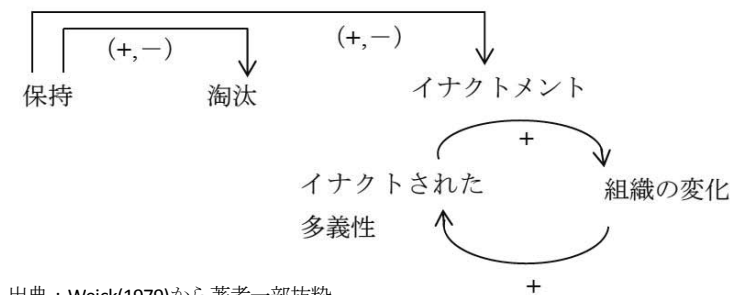 (+,−)
(+,−)
保持
淘汰
イナクトメント
+
イナクトされた
多義性
組織の変化
+
出典：Weick(1979)から著者一部抜粋